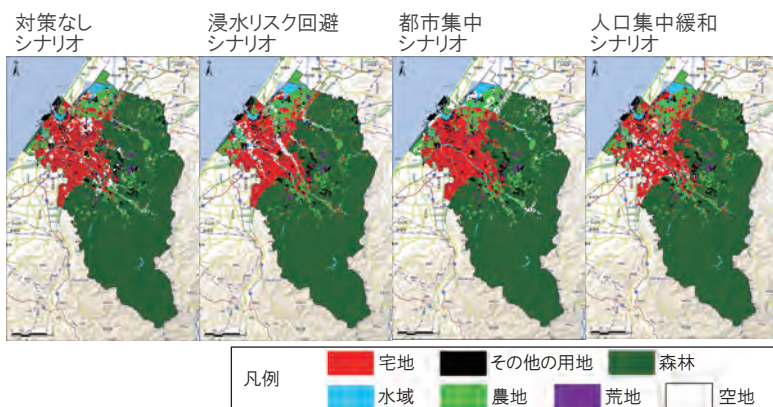 対策なし
シナリオ
浸水リスク回避
シナリオ
都市集中
シナリオ
人口集中緩和
シナリオ
凡例
宅地
その他の用地
森林
水域
農地
荒地
空地